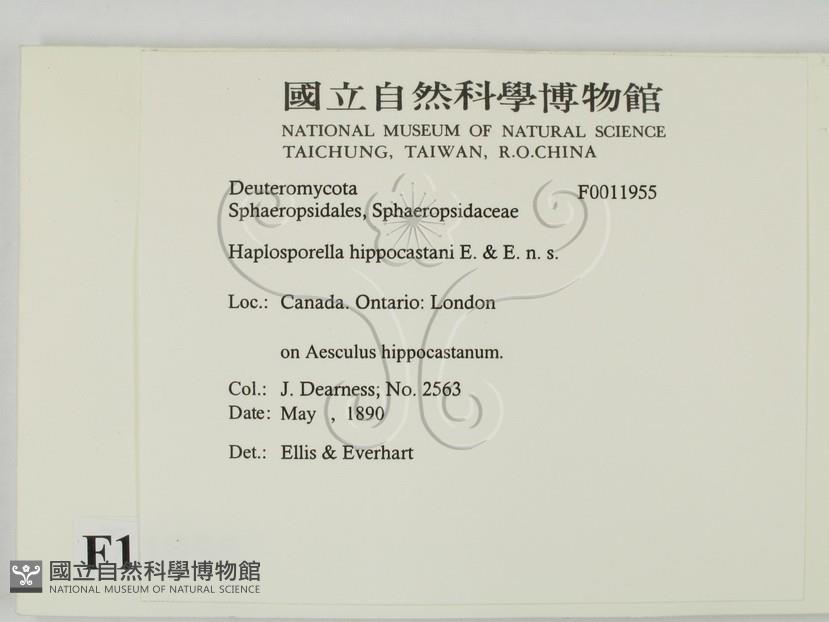 國立自然科學博物館
NATIONAL MUSEUM OF NATURAL SCIENCE
TAICHUNG, TAIWAN, R.O.CHINA
Deuteromycota F0011955
Sphaeropsidales, Sphaeropsidaceae
Haplosporella hippocastani E. & E. n. s.
Loc.: Canada. Ontario: London
on Aesculus hippocastanum.
Col.: J. Dearness; No. 2563
Date: May , 1890
Det.: Ellis & Everhart
F1
國立自然科學博物館
NATIONAL MUSEUM OF NATURAL SCIENCE